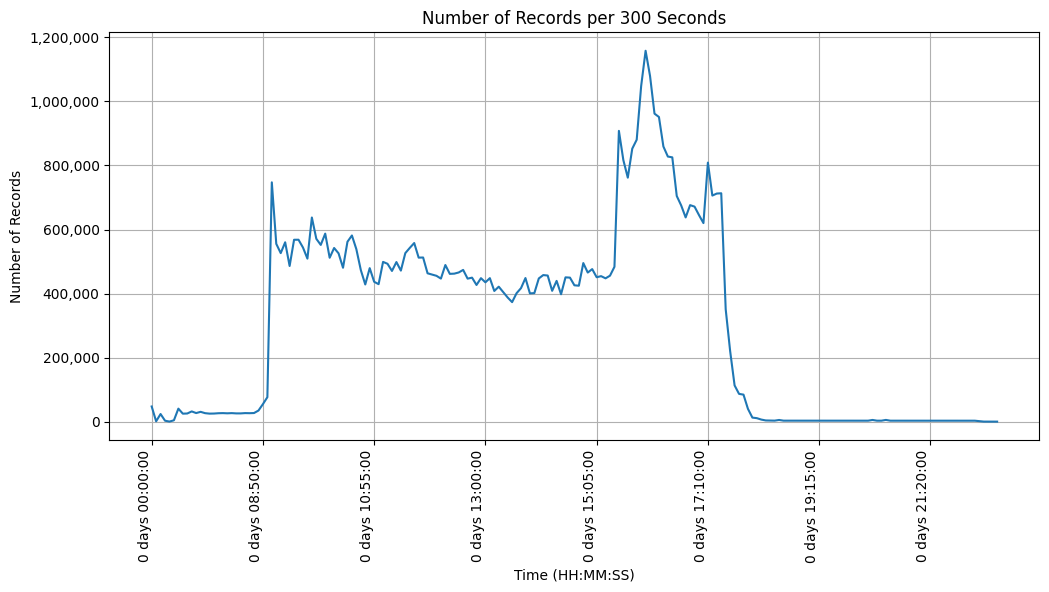 Number of Records per 300 Seconds
Number of Records
1,200,000
1,000,000
800,000
600,000
400,000
200,000
0
0 days 00:00:00
0 days 08:50:00
0 days 10:55:00
0 days 13:00:00
0 days 15:05:00
0 days 17:10:00
0 days 19:15:00
0 days 21:20:00
Time (HH:MM:SS)